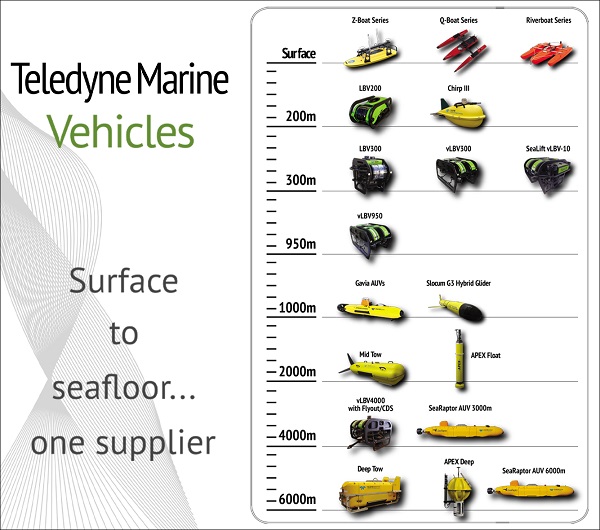 Teledyne Marine
Vehicles
Surface
to
seafloor...
one supplier
Z-Boat Series
Q-Boat Series
Riverboat Series
Surface
LBV200
Chirp III
200m
LBV300
vLBV300
SeaLift vLBV-10
300m
vLBV950
950m
Gavia AUVs
Slocum G3 Hybrid Glider
1000m
Mid Tow
APEX Float
2000m
vLBV4000
with Flyout/CDS
SeaRaptor AUV 3000m
4000m
Deep Tow
APEX Deep
SeaRaptor AUV 6000m
6000m